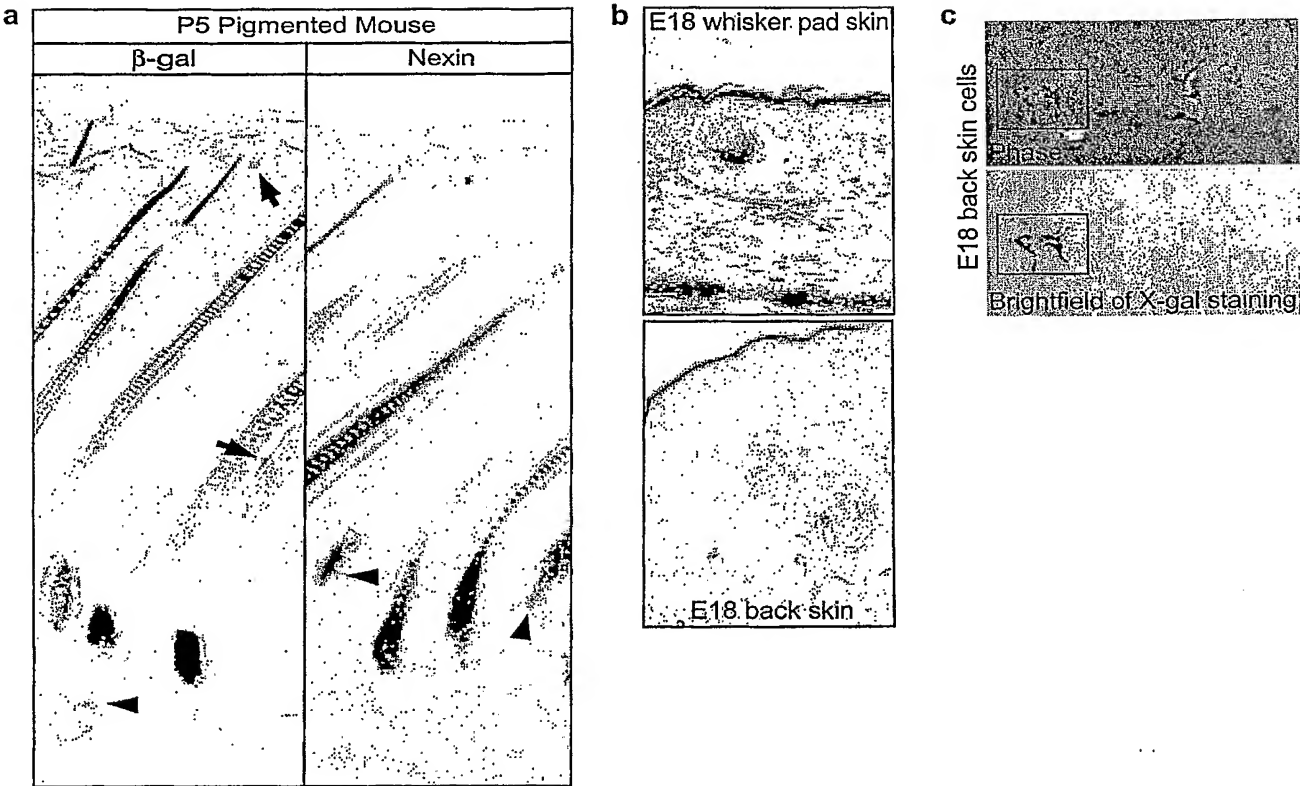 a
P5 Pigmented Mouse
β-gal
Nexin
b
E18 whisker pad skin
E18 back skin
c
E18 back skin cells
Phase
Brightfield of X-gal staining